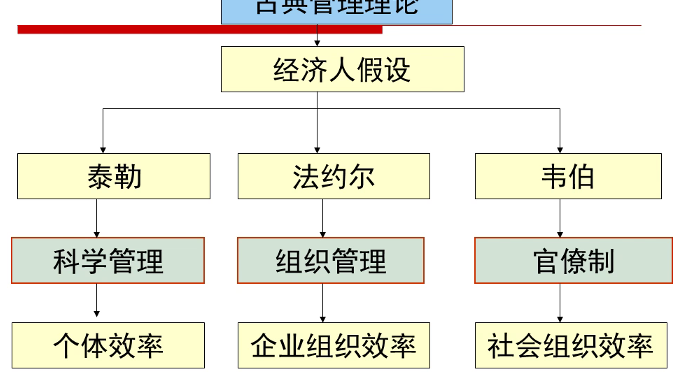 古典管理理论
经济人假设
泰勒
法约尔
韦伯
科学管理
组织管理
官僚制
个体效率
企业组织效率
社会组织效率